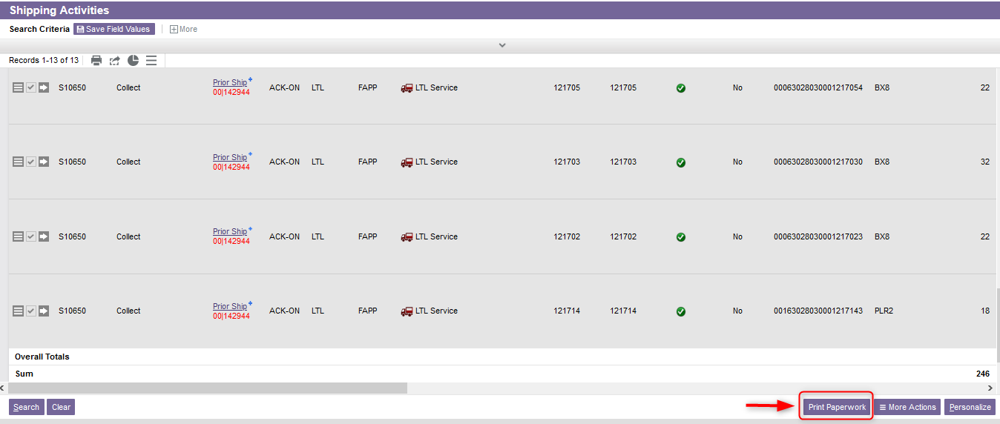 Shipping Activities
Search Criteria Save Field Values More
Records 1-13 of 13
S10650 Collect Prior Ship+ ACK-ON LTL FAPP LTL Service 121705 121705 No 00063028030001217054 BX8 22
00|142944
S10650 Collect Prior Ship+ ACK-ON LTL FAPP LTL Service 121703 121703 No 00063028030001217030 BX8 32
00|142944
S10650 Collect Prior Ship+ ACK-ON LTL FAPP LTL Service 121702 121702 No 00063028030001217023 BX8 22
00|142944
S10650 Collect Prior Ship+ ACK-ON LTL FAPP LTL Service 121714 121714 No 00163028030001217143 PLR2 18
00|142944
Overall Totals
Sum 246
Search Clear Print Paperwork More Actions Personalize